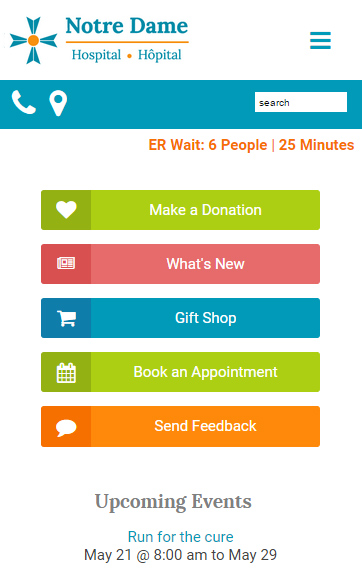 Notre Dame
Hospital • Hôpital
search
ER Wait: 6 People | 25 Minutes
Make a Donation
What's New
Gift Shop
Book an Appointment
Send Feedback
Upcoming Events
Run for the cure
May 21 @ 8:00 am to May 29